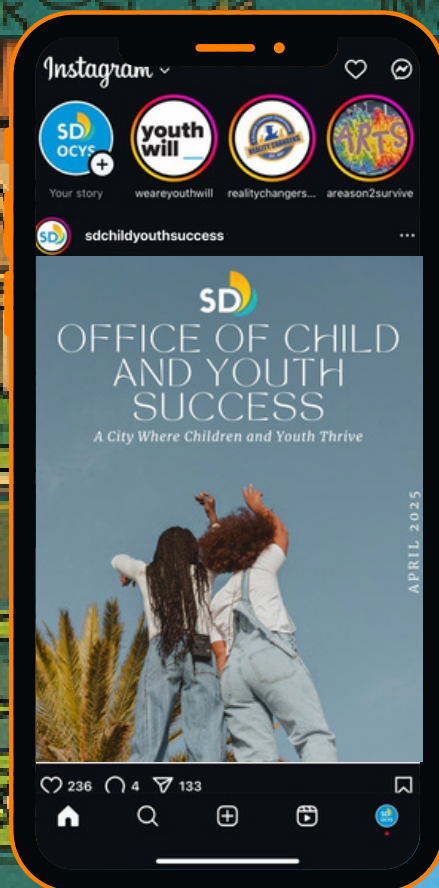 Instagram
SD
OCYS
youth
will
REALITY CHANGERS
ARTS
Your story
weareyouthwill
realitychangers...
areason2survive
SD
sdchildyouthsuccess
SD
OFFICE OF CHILD
AND YOUTH
SUCCESS
A City Where Children and Youth Thrive
APRIL 2025
236
4
133